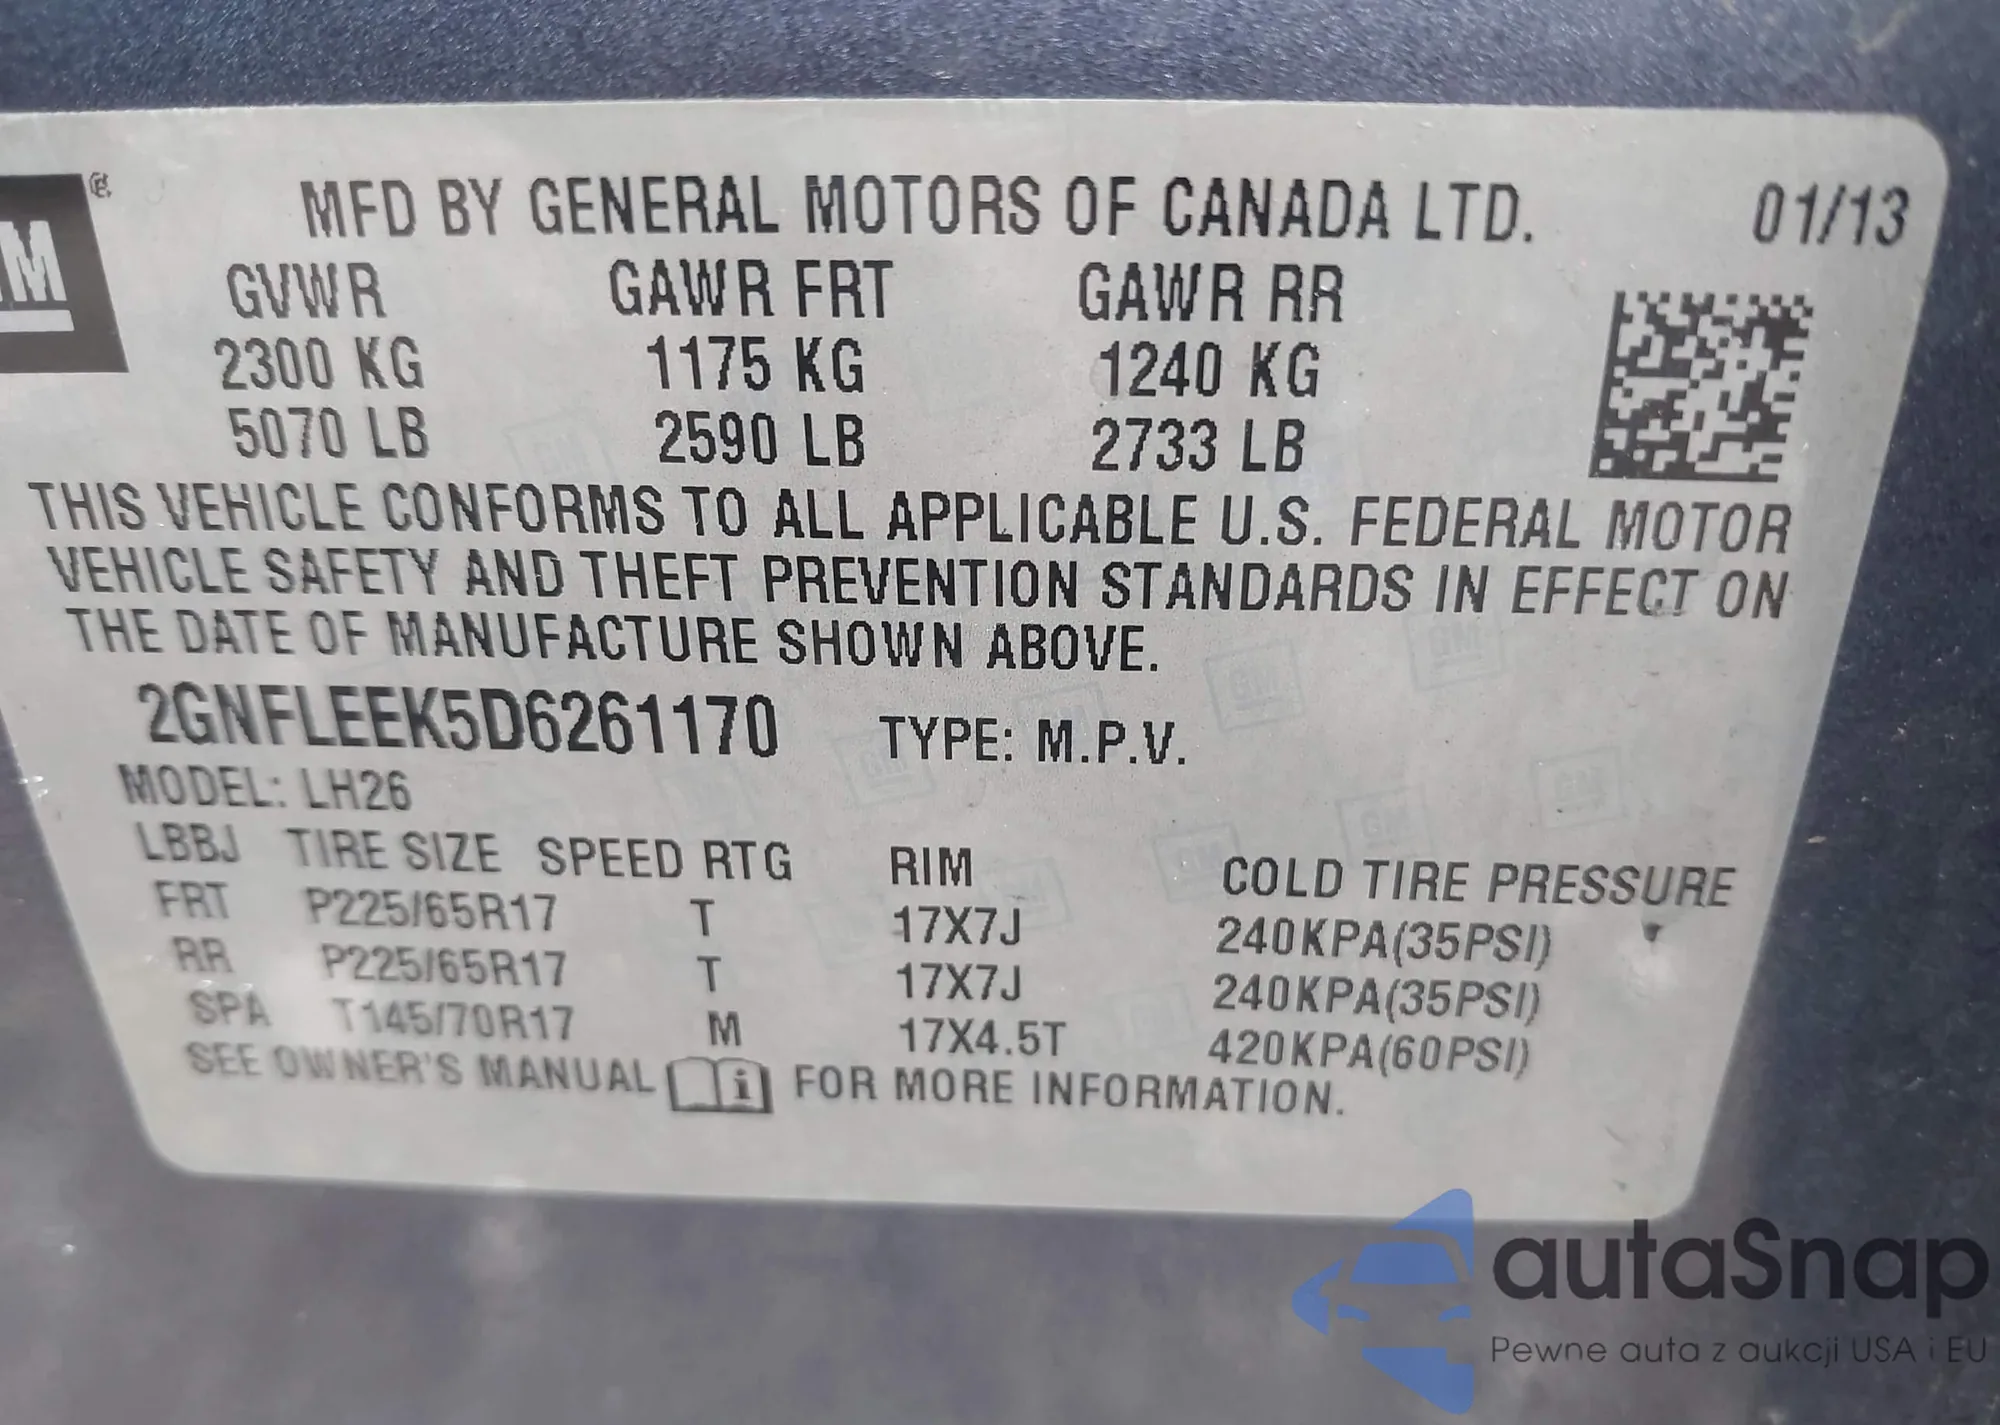 GM®
MFD BY GENERAL MOTORS OF CANADA LTD. 01/13
GVWR GAWR FRT GAWR RR
2300 KG 1175 KG 1240 KG
5070 LB 2590 LB 2733 LB
THIS VEHICLE CONFORMS TO ALL APPLICABLE U.S. FEDERAL MOTOR
VEHICLE SAFETY AND THEFT PREVENTION STANDARDS IN EFFECT ON
THE DATE OF MANUFACTURE SHOWN ABOVE.
2GNFLEEK5D6261170 TYPE: M.P.V.
MODEL: LH26
LBBJ TIRE SIZE SPEED RTG RIM COLD TIRE PRESSURE
FRT P225/65R17 T 17X7J 240KPA(35PSI)
RR P225/65R17 T 17X7J 240KPA(35PSI)
SPA T145/70R17 M 17X4.5T 420KPA(60PSI)
SEE OWNER'S MANUAL i FOR MORE INFORMATION.
autaSnap
Pewne auta z aukcji USA i EU